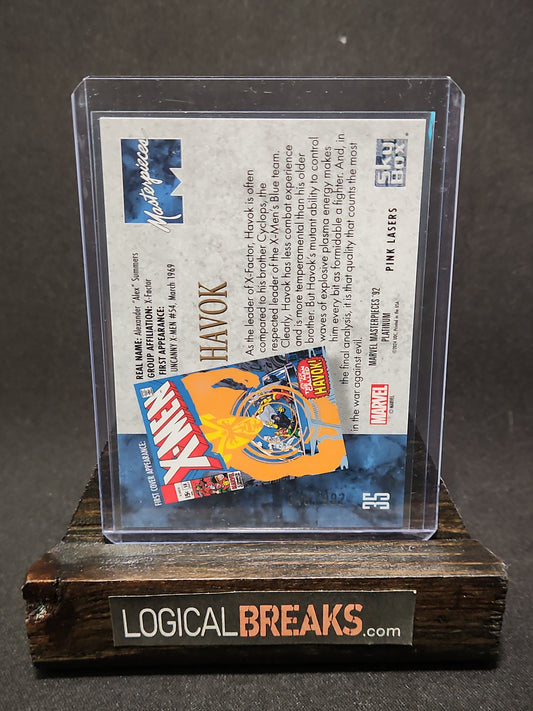 Masterpieces
REAL NAME: Alexander "Alex" Summers
GROUP AFFILIATION: X-Factor
FIRST APPEARANCE:
UNCANNY X-MEN #54, March 1969
HAVOK
As the leader of X-Factor, Havok is often
compared to his brother Cyclops, the
respected leader of the X-Men's Blue team.
Clearly, Havok has less combat experience
and is more temperamental than his older
brother. But Havok's mutant ability to control
waves of explosive plasma energy makes
him every bit as formidable a fighter. And, in
the final analysis, it is that quality that counts the most
in the war against evil.
SkyBox
PINK LASERS
MARVEL MASTERPIECES '92
PLATINUM
MARVEL
© MARVEL
FIRST COVER APPEARANCE:
X-MEN
HAVOK!
35
LOGICALBREAKS.com